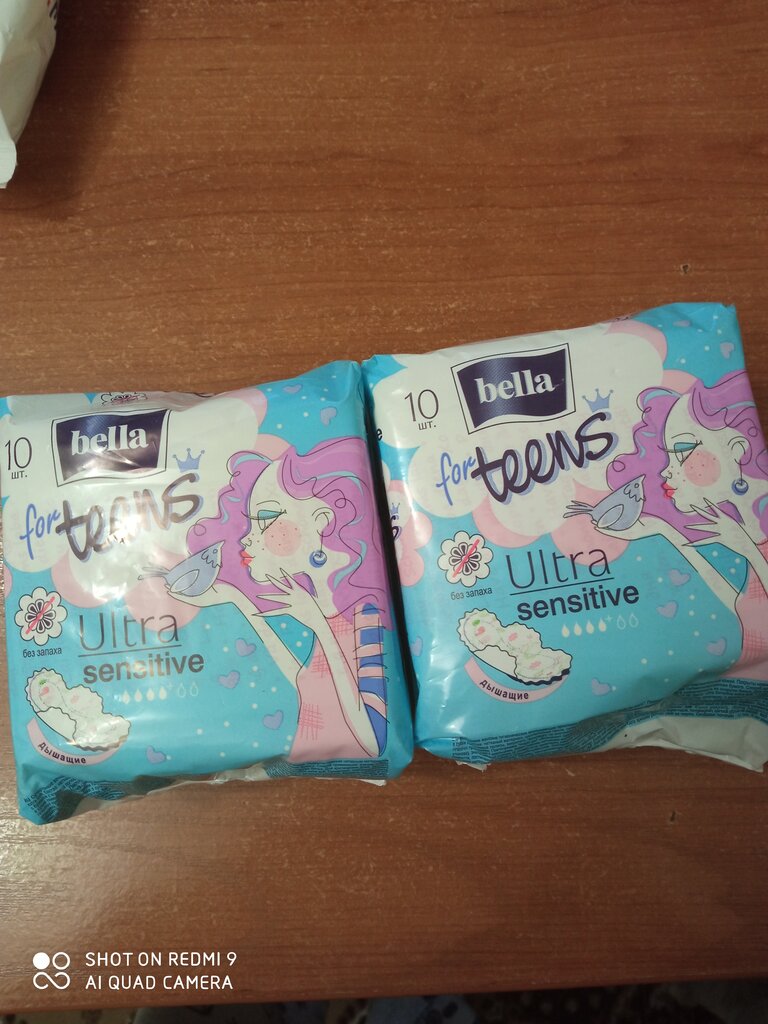 10
шт.
bella
for teens
без запаха
Ultra
sensitive
дышащие
10
шт.
bella
for teens
без запаха
Ultra
sensitive
дышащие
SHOT ON REDMI 9
AI QUAD CAMERA